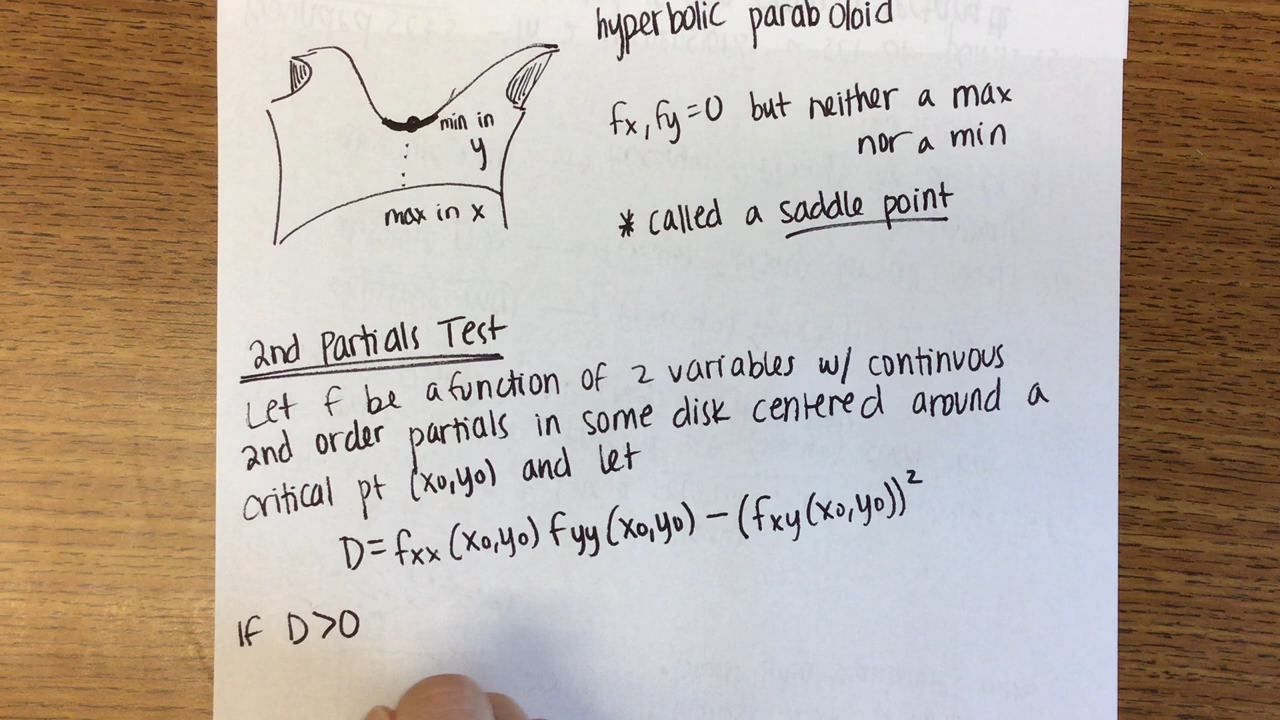 hyperbolic paraboloid
min in
y
max in x
fx, fy=0 but neither a max
nor a min
* called a saddle point
2nd Partials Test
Let f be a function of 2 variables w/ continuous
2nd order partials in some disk centered around a
critical pt (x0,y0) and let
D=fxx(x0,y0)fyy(x0,y0)-(fxy(x0,y0))²
If D>0